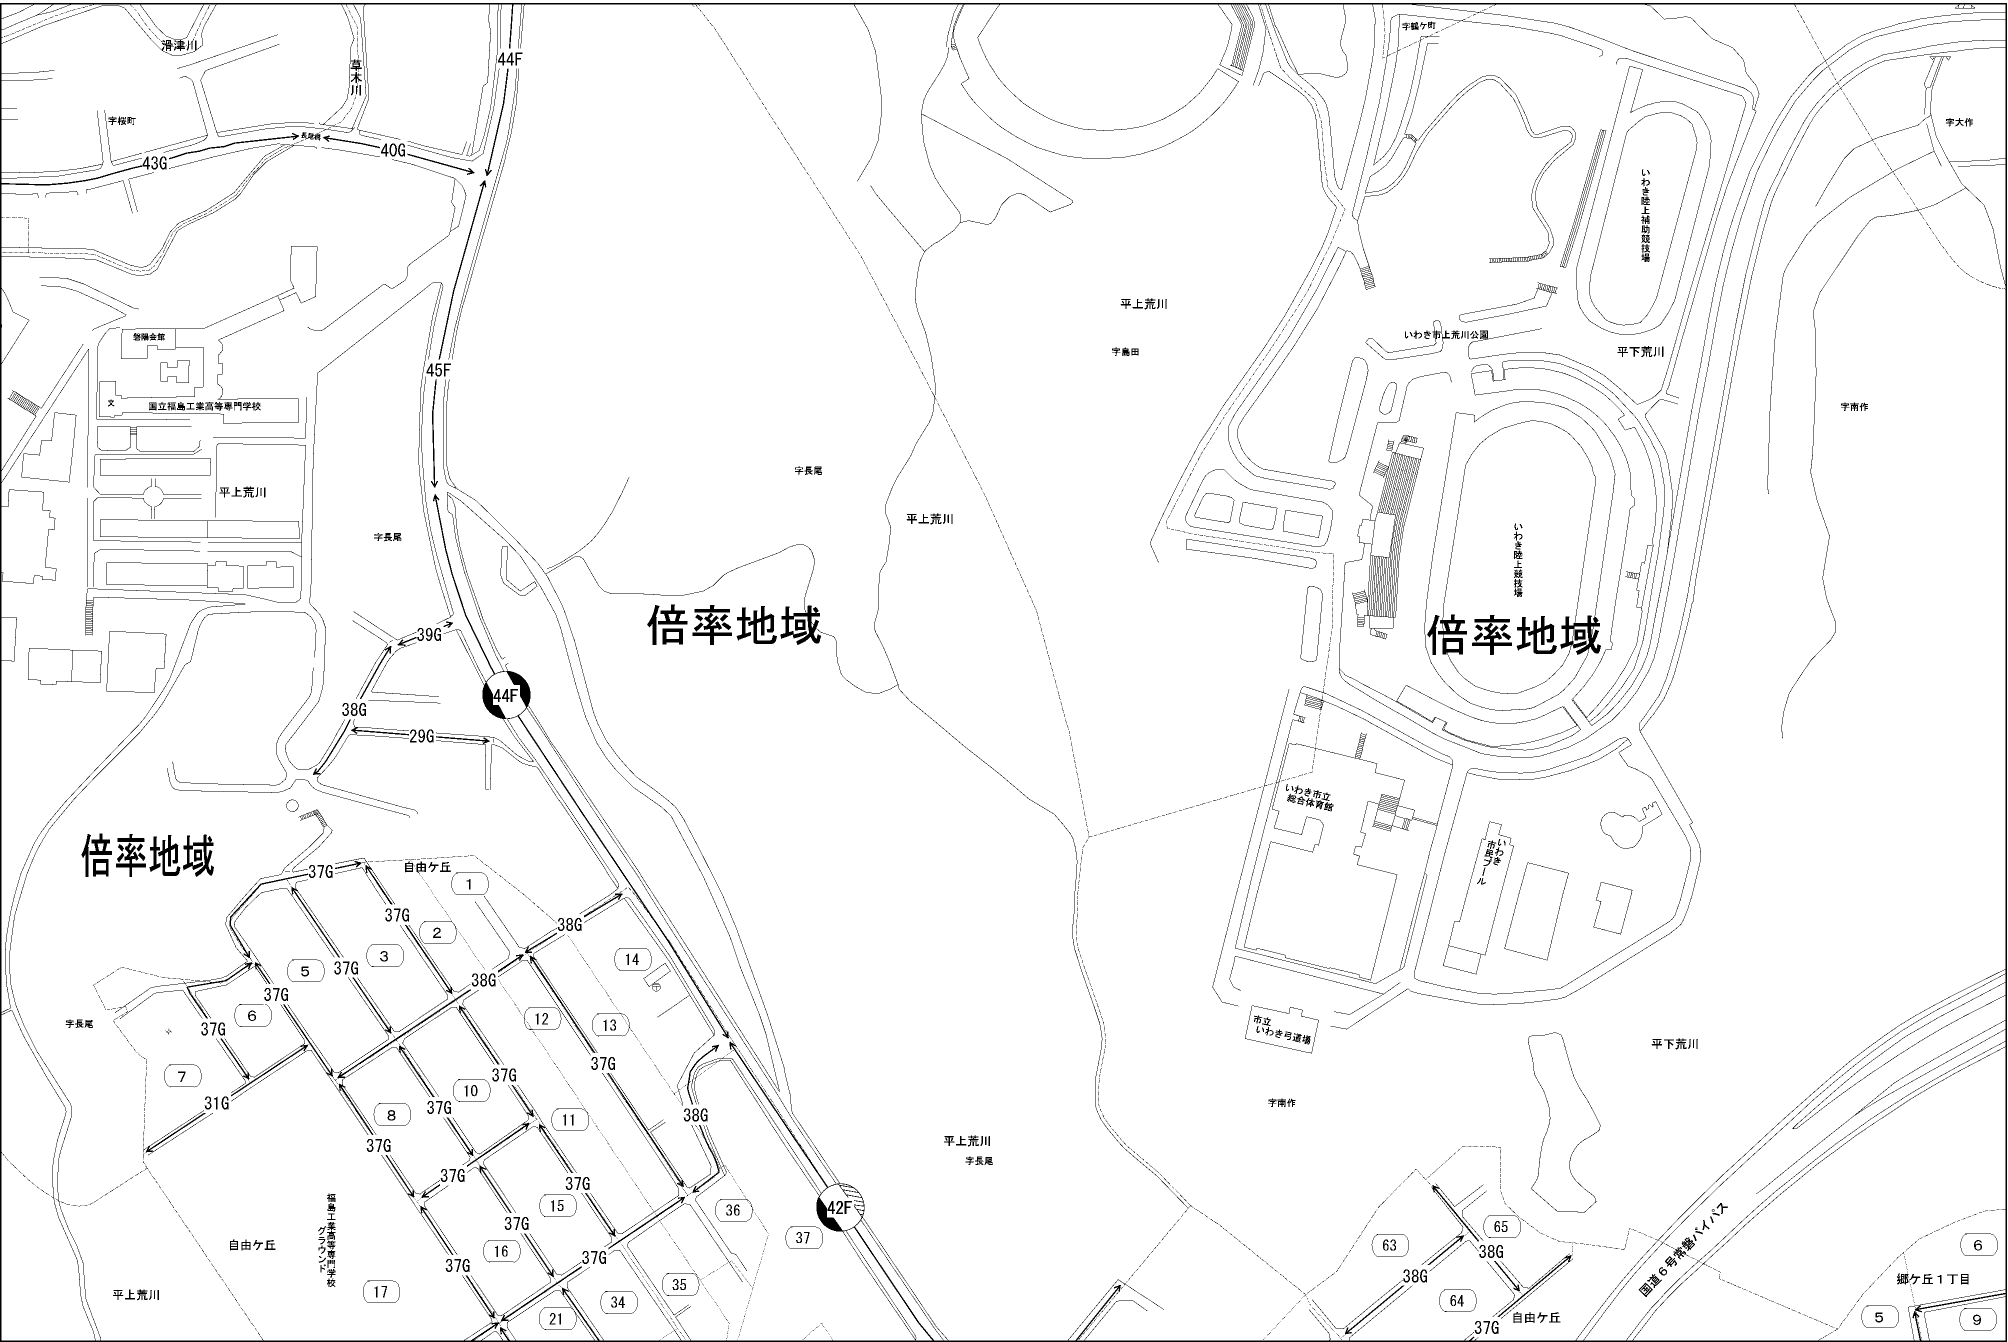 滑津川
草木川
44F
字鶴ケ町
字桜町
長尾橋
43G
40G
字大作
いわき陸上補助競技場
平上荒川
字島田
いわき市上荒川公園
平下荒川
磐陽会館
文
国立福島工業高等専門学校
45F
字南作
平上荒川
字長尾
字長尾
平上荒川
いわき陸上競技場
倍率地域
倍率地域
39G
44F
38G
29G
いわき市立
総合体育館
倍率地域
いわき
市民プール
37G
自由ケ丘
1
37G
2
38G
3
5
37G
14
38G
37G
6
37G
12
13
字長尾
市立
いわき弓道場
平下荒川
7
37G
37G
10
31G
8
37G
11
38G
字南作
37G
平上荒川
字長尾
37G
37G
15
36
42F
37
福島工業高等専門学校
グラウンド
自由ケ丘
37G
16
37G
37G
35
17
34
21
平上荒川
63
65
38G
38G
64
37G
自由ケ丘
国道6号常磐バイパス
6
郷ケ丘1丁目
5
9